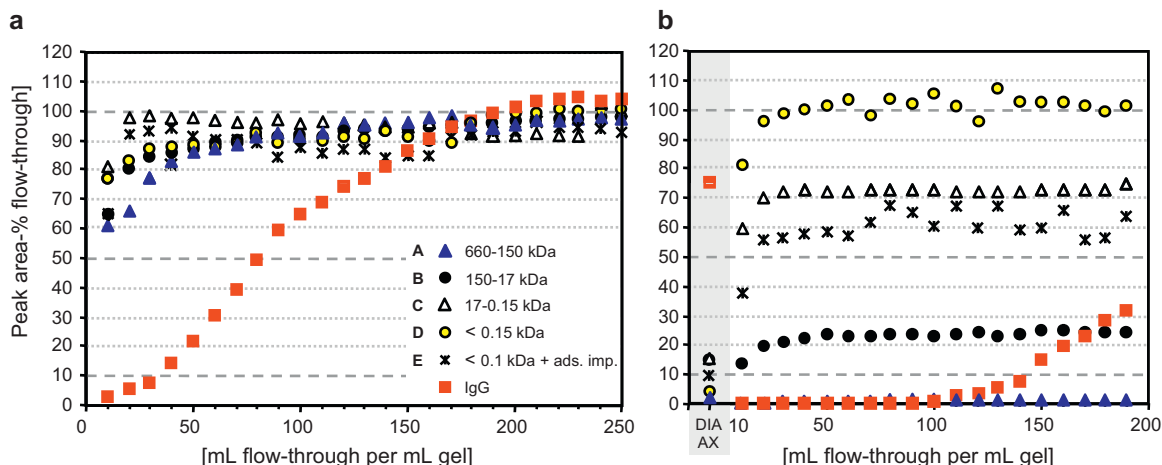 a
Peak area-% flow-through]
120
110
100
90
80
70
60
50
40
30
20
10
0
0
50
100
150
200
250
[mL flow-through per mL gel]
A 660-150 kDa
B 150-17 kDa
C 17-0.15 kDa
D < 0.15 kDa
E < 0.1 kDa + ads. imp.
IgG
b
120
110
100
90
80
70
60
50
40
30
20
10
0
DIA
AX
10
50
100
150
200
[mL flow-through per mL gel]